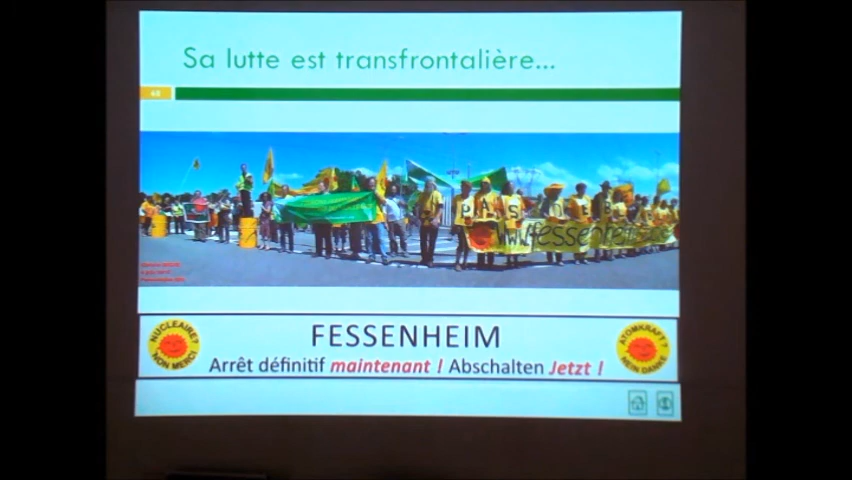 Sa lutte est transfrontalière...
PAS DE
www.fessenheim
FESSENHEIM
Arrêt définitif maintenant ! Abschalten Jetzt !
NUCLEAIRE?
NON MERCI
ATOMKRAFT?
NEIN DANKE